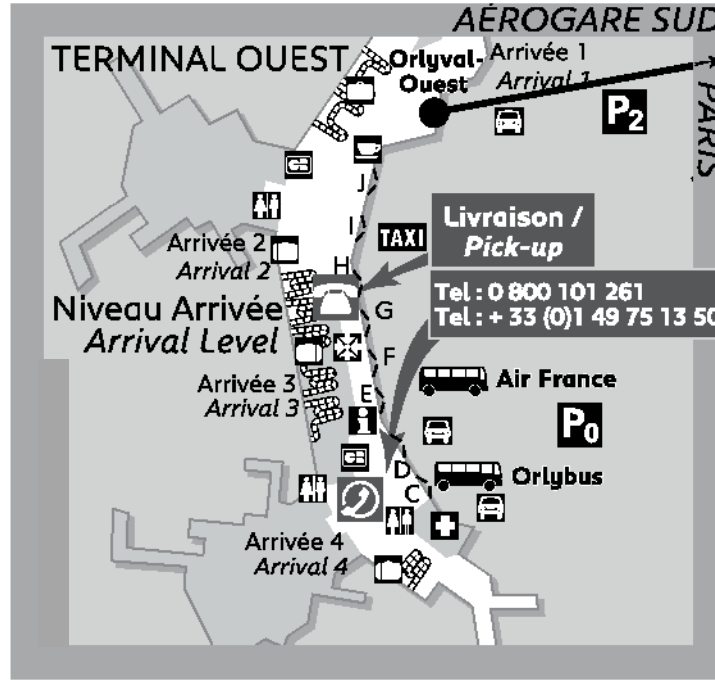 AÉROGARE SUD
TERMINAL OUEST
Orlyval-
Ouest
Arrivée 1
Arrival 1
PARIS
P2
J
I
TAXI
Livraison /
Pick-up
Arrivée 2
Arrival 2
H
Tel : 0 800 101 261
Tel : + 33 (0)1 49 75 13 50
Niveau Arrivée
Arrival Level
G
F
Arrivée 3
Arrival 3
E
Air France
i
P0
D
C
Orlybus
Arrivée 4
Arrival 4